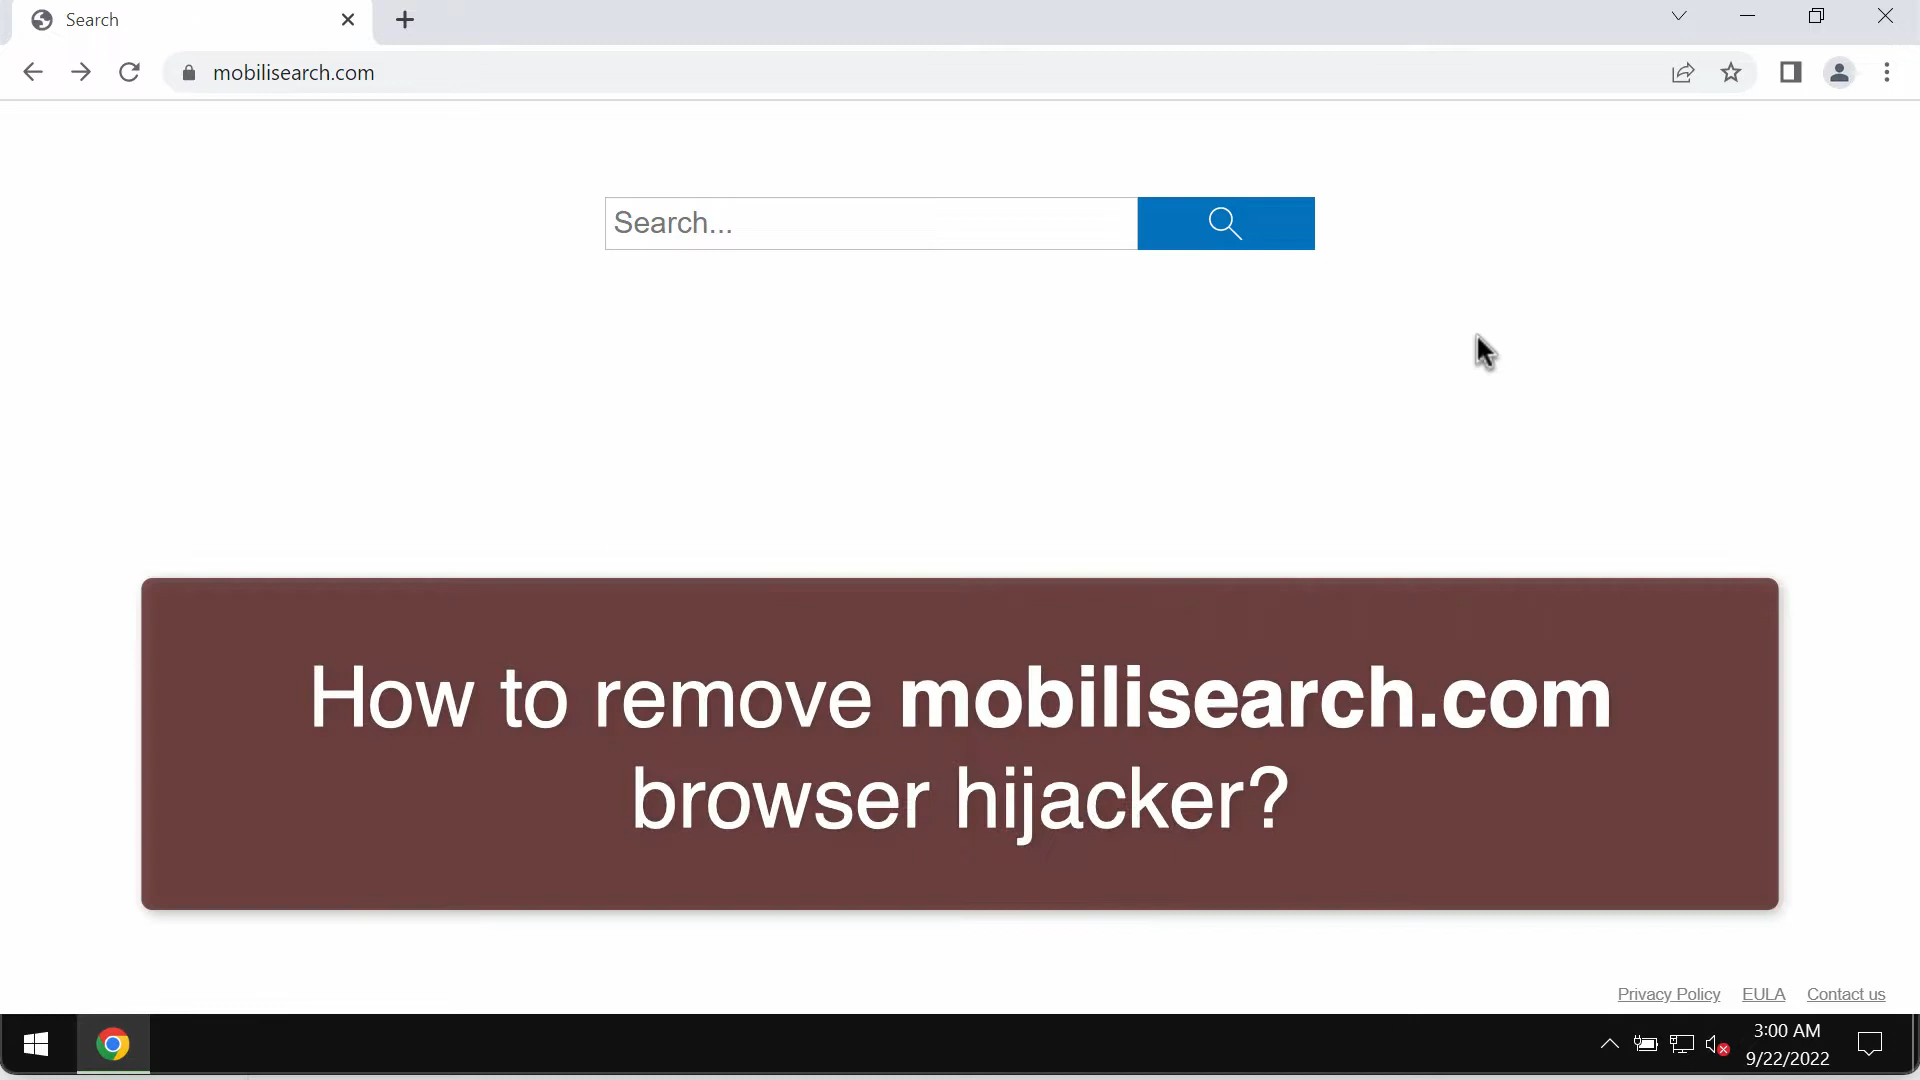 Search
mobilisearch.com
Search...
How to remove mobilisearch.com
browser hijacker?
Privacy Policy EULA Contact us
3:00 AM
9/22/2022